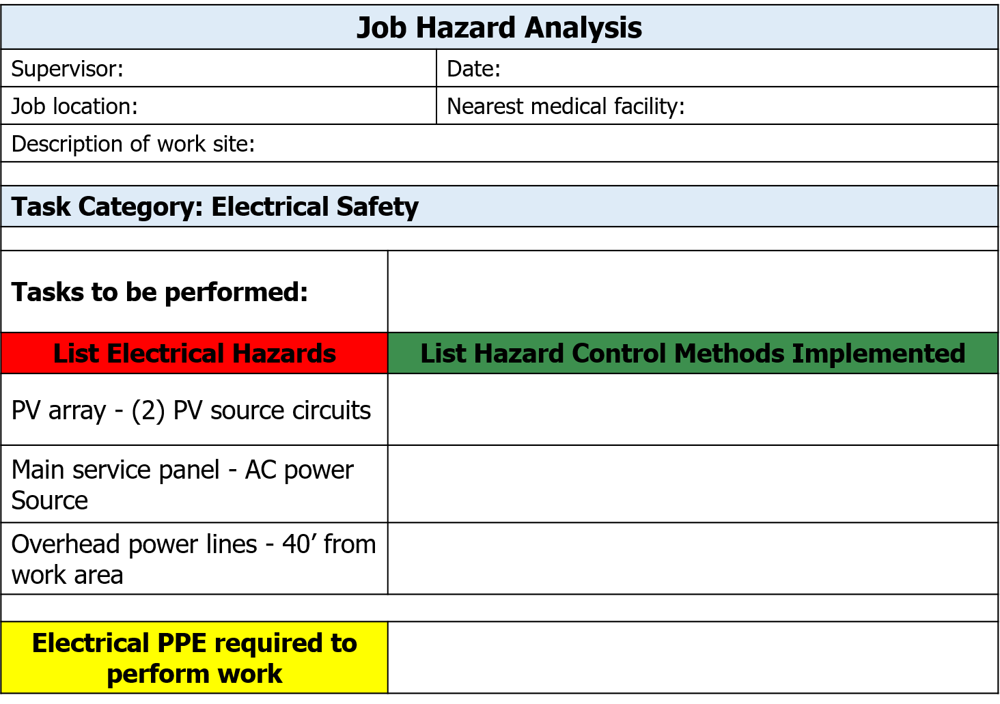 Job Hazard Analysis
Supervisor:
Date:
Job location:
Nearest medical facility:
Description of work site:
Task Category: Electrical Safety
Tasks to be performed:
List Electrical Hazards
List Hazard Control Methods Implemented
PV array - (2) PV source circuits
Main service panel - AC power
Source
Overhead power lines - 40’ from
work area
Electrical PPE required to
perform work